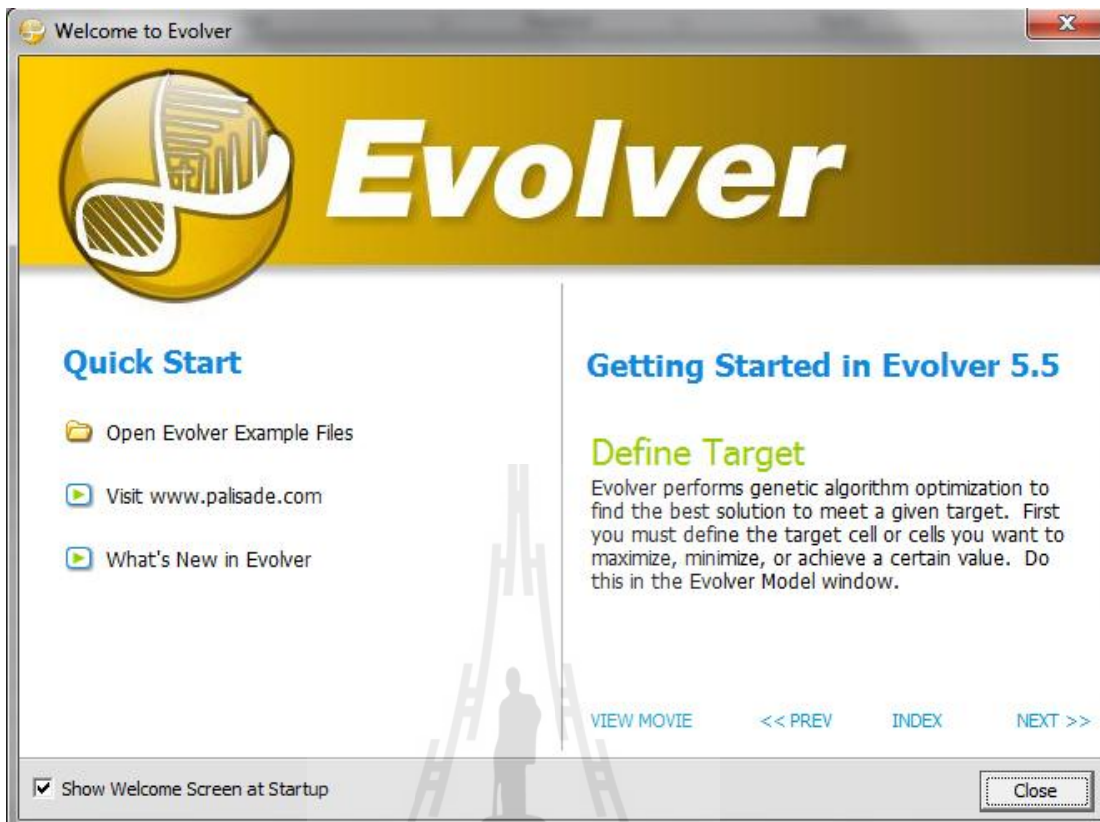 Welcome to Evolver
Evolver
Quick Start
Open Evolver Example Files
Visit www.palisade.com
What's New in Evolver
Getting Started in Evolver 5.5
Define Target
Evolver performs genetic algorithm optimization to
find the best solution to meet a given target. First
you must define the target cell or cells you want to
maximize, minimize, or achieve a certain value. Do
this in the Evolver Model window.
VIEW MOVIE << PREV INDEX NEXT >>
Show Welcome Screen at Startup
Close